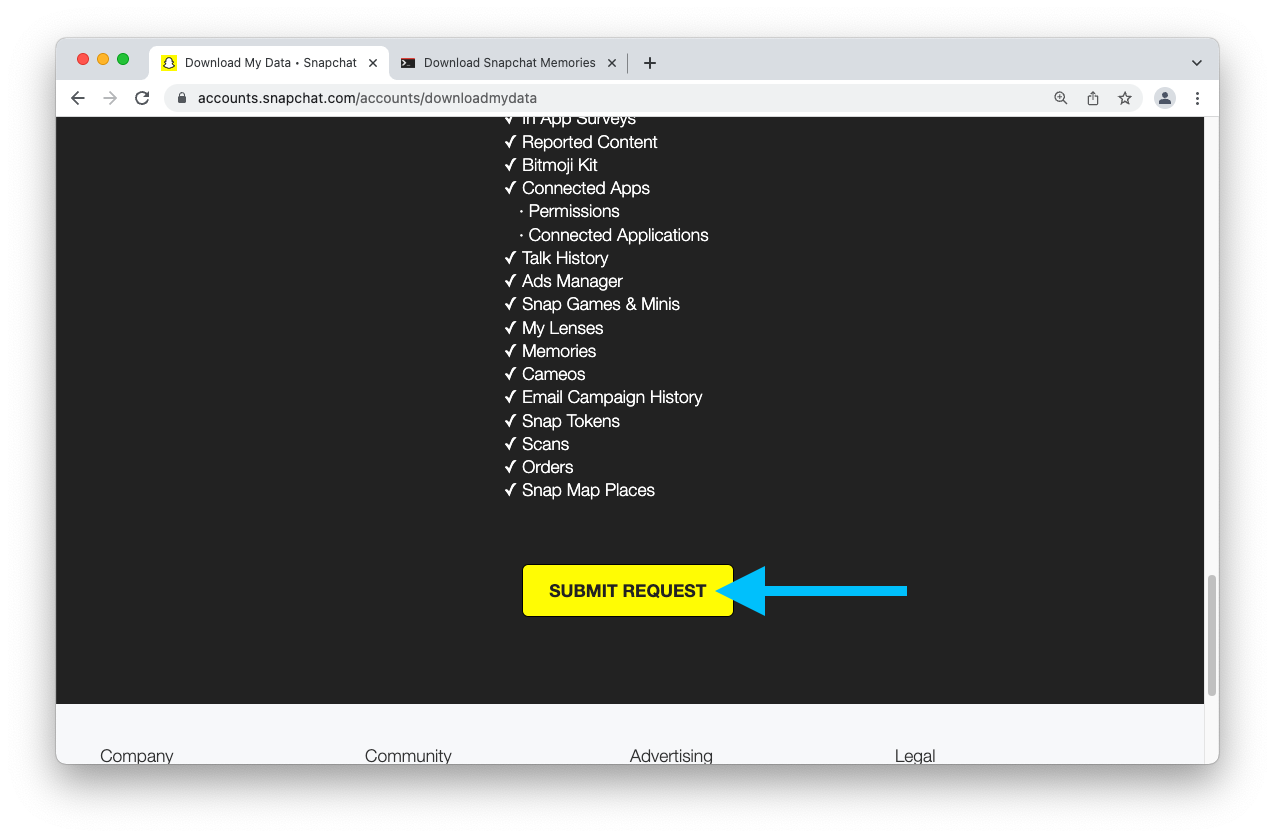 Download My Data • Snapchat
Download Snapchat Memories
accounts.snapchat.com/accounts/downloadmydata
✓ In App Surveys
✓ Reported Content
✓ Bitmoji Kit
✓ Connected Apps
· Permissions
· Connected Applications
✓ Talk History
✓ Ads Manager
✓ Snap Games & Minis
✓ My Lenses
✓ Memories
✓ Cameos
✓ Email Campaign History
✓ Snap Tokens
✓ Scans
✓ Orders
✓ Snap Map Places
SUBMIT REQUEST
Company Community Advertising Legal